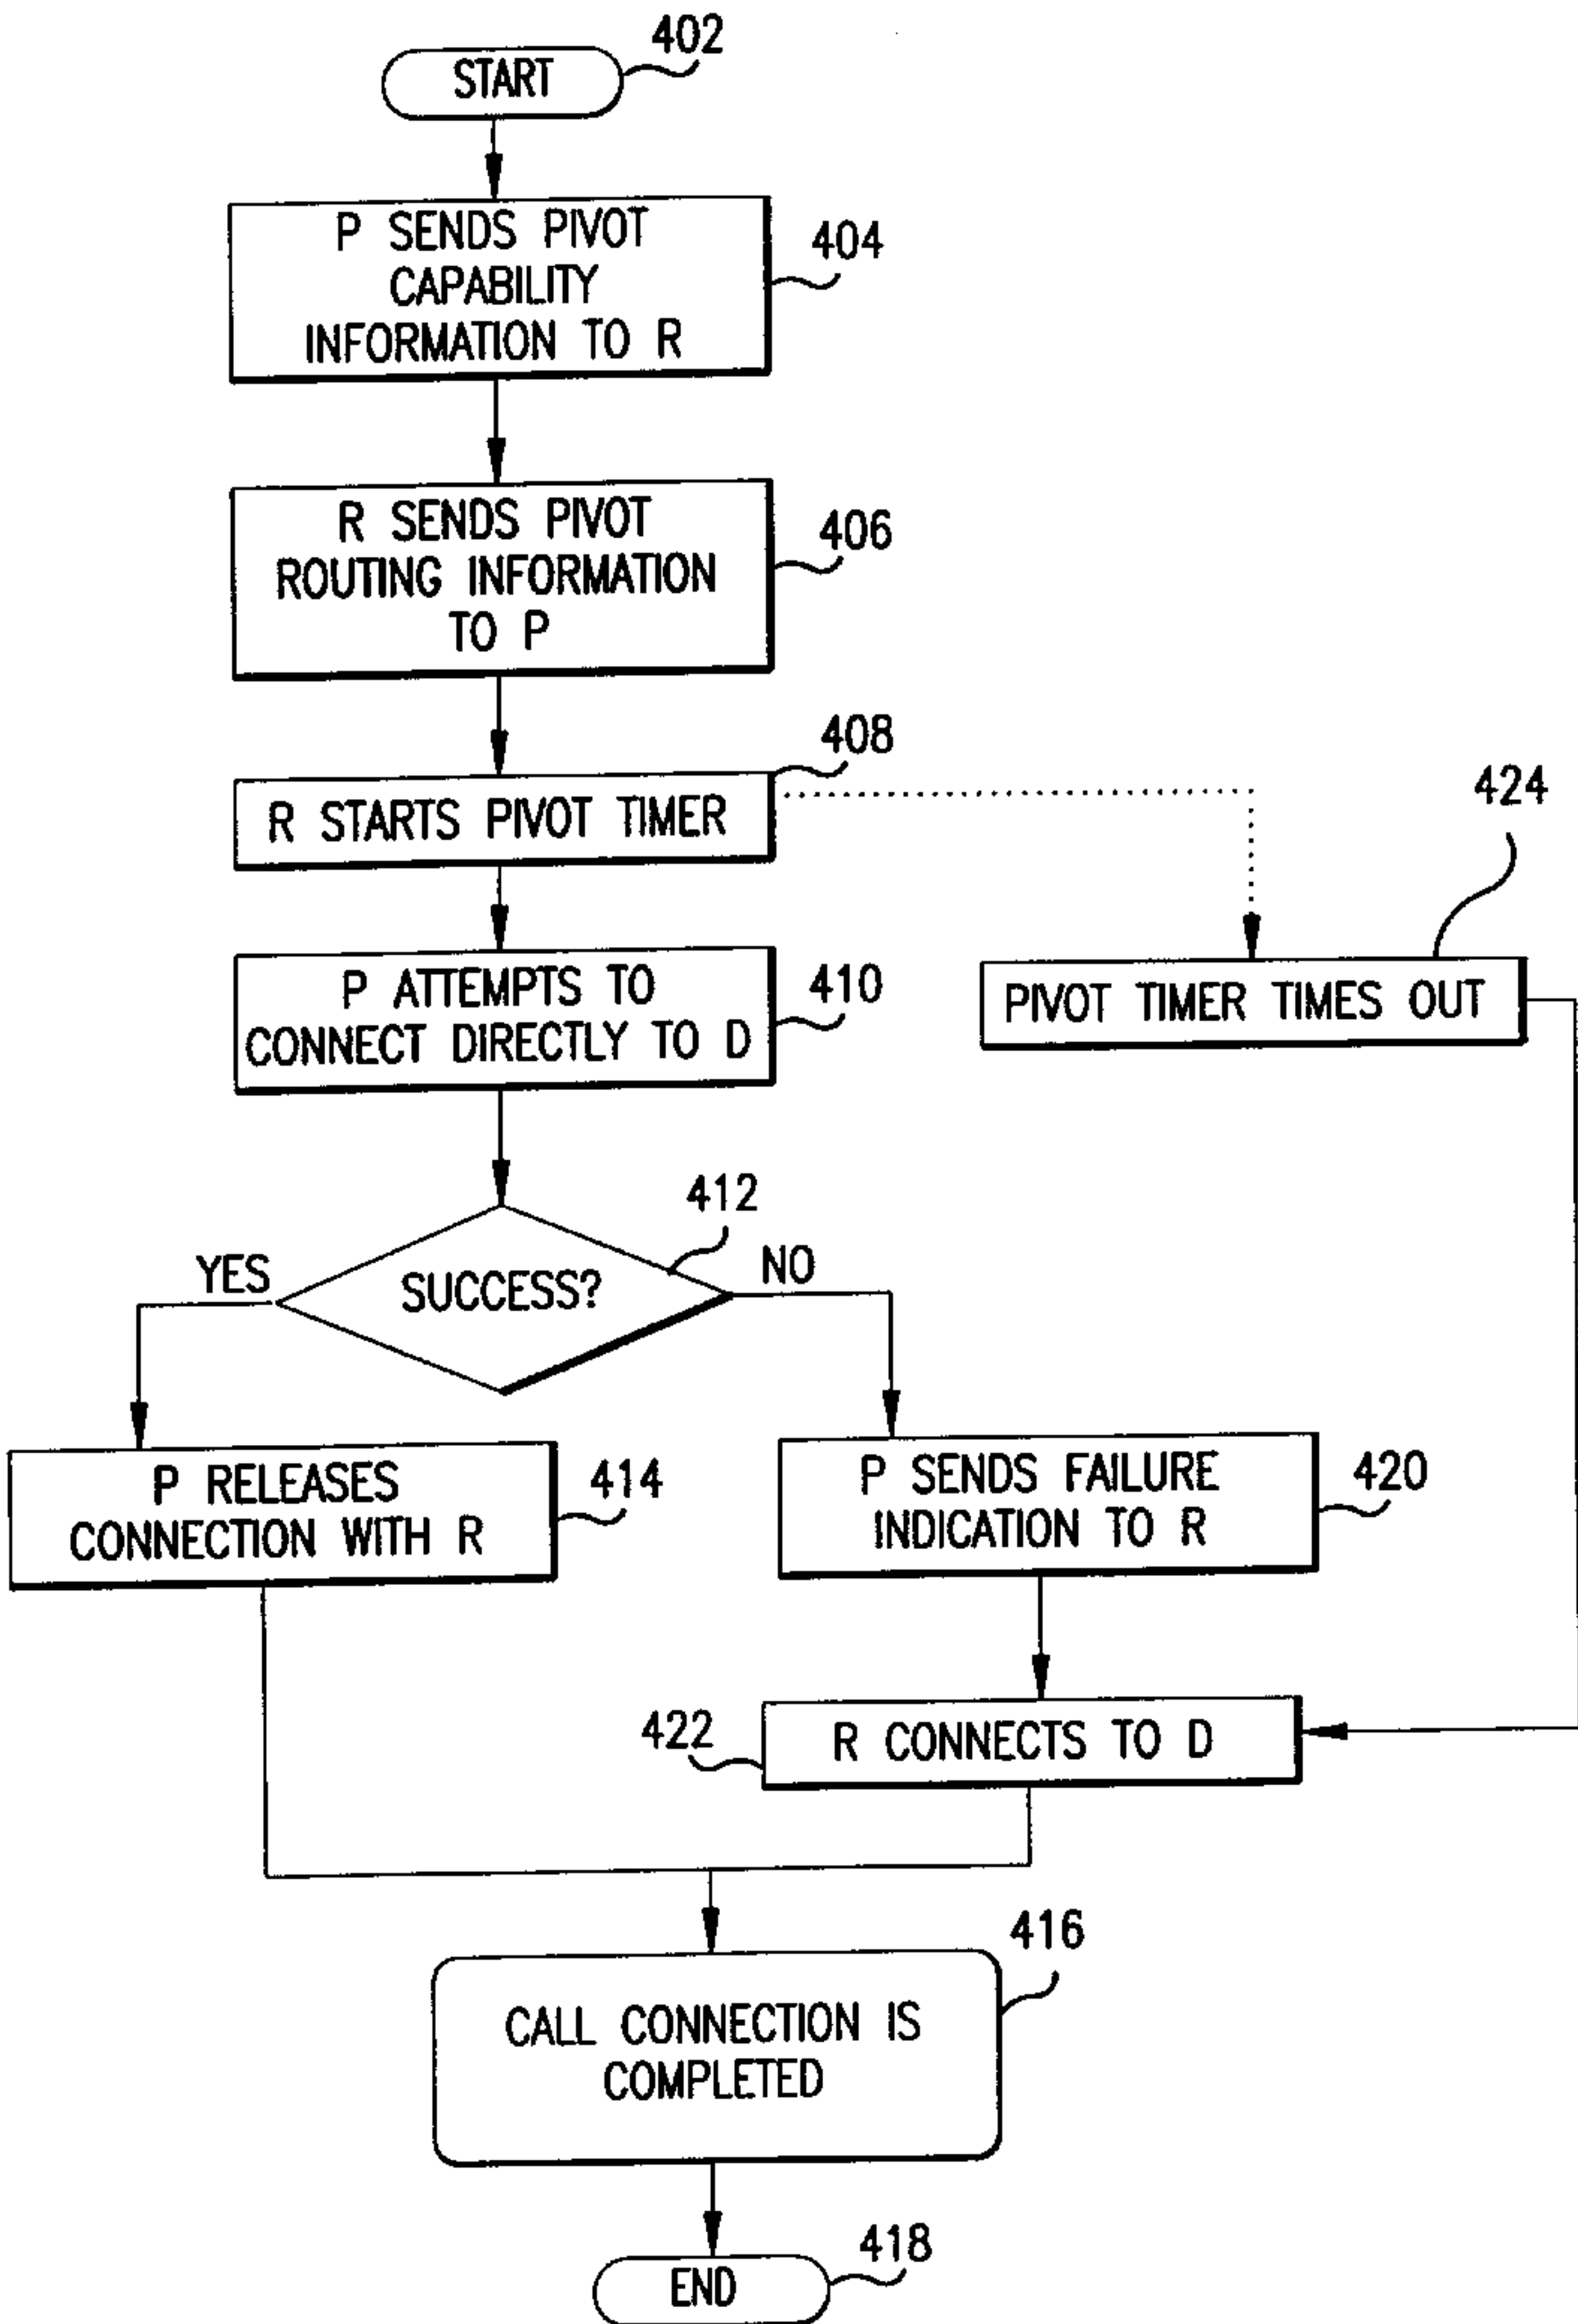 402
START
P SENDS PIVOT
CAPABILITY
INFORMATION TO R
404
R SENDS PIVOT
ROUTING INFORMATION
TO P
406
408
R STARTS PIVOT TIMER
424
P ATTEMPTS TO
CONNECT DIRECTLY TO D
410
PIVOT TIMER TIMES OUT
412
YES
SUCCESS?
NO
P RELEASES
CONNECTION WITH R
414
P SENDS FAILURE
INDICATION TO R
420
422
R CONNECTS TO D
416
CALL CONNECTION IS
COMPLETED
418
END